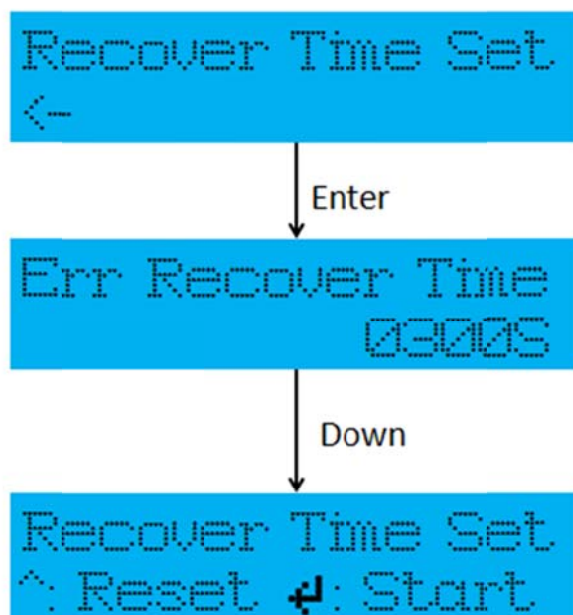 Recover Time Set
<-
Enter
Err Recover Time
0300S
Down
Recover Time Set
^: Reset ↵: Start